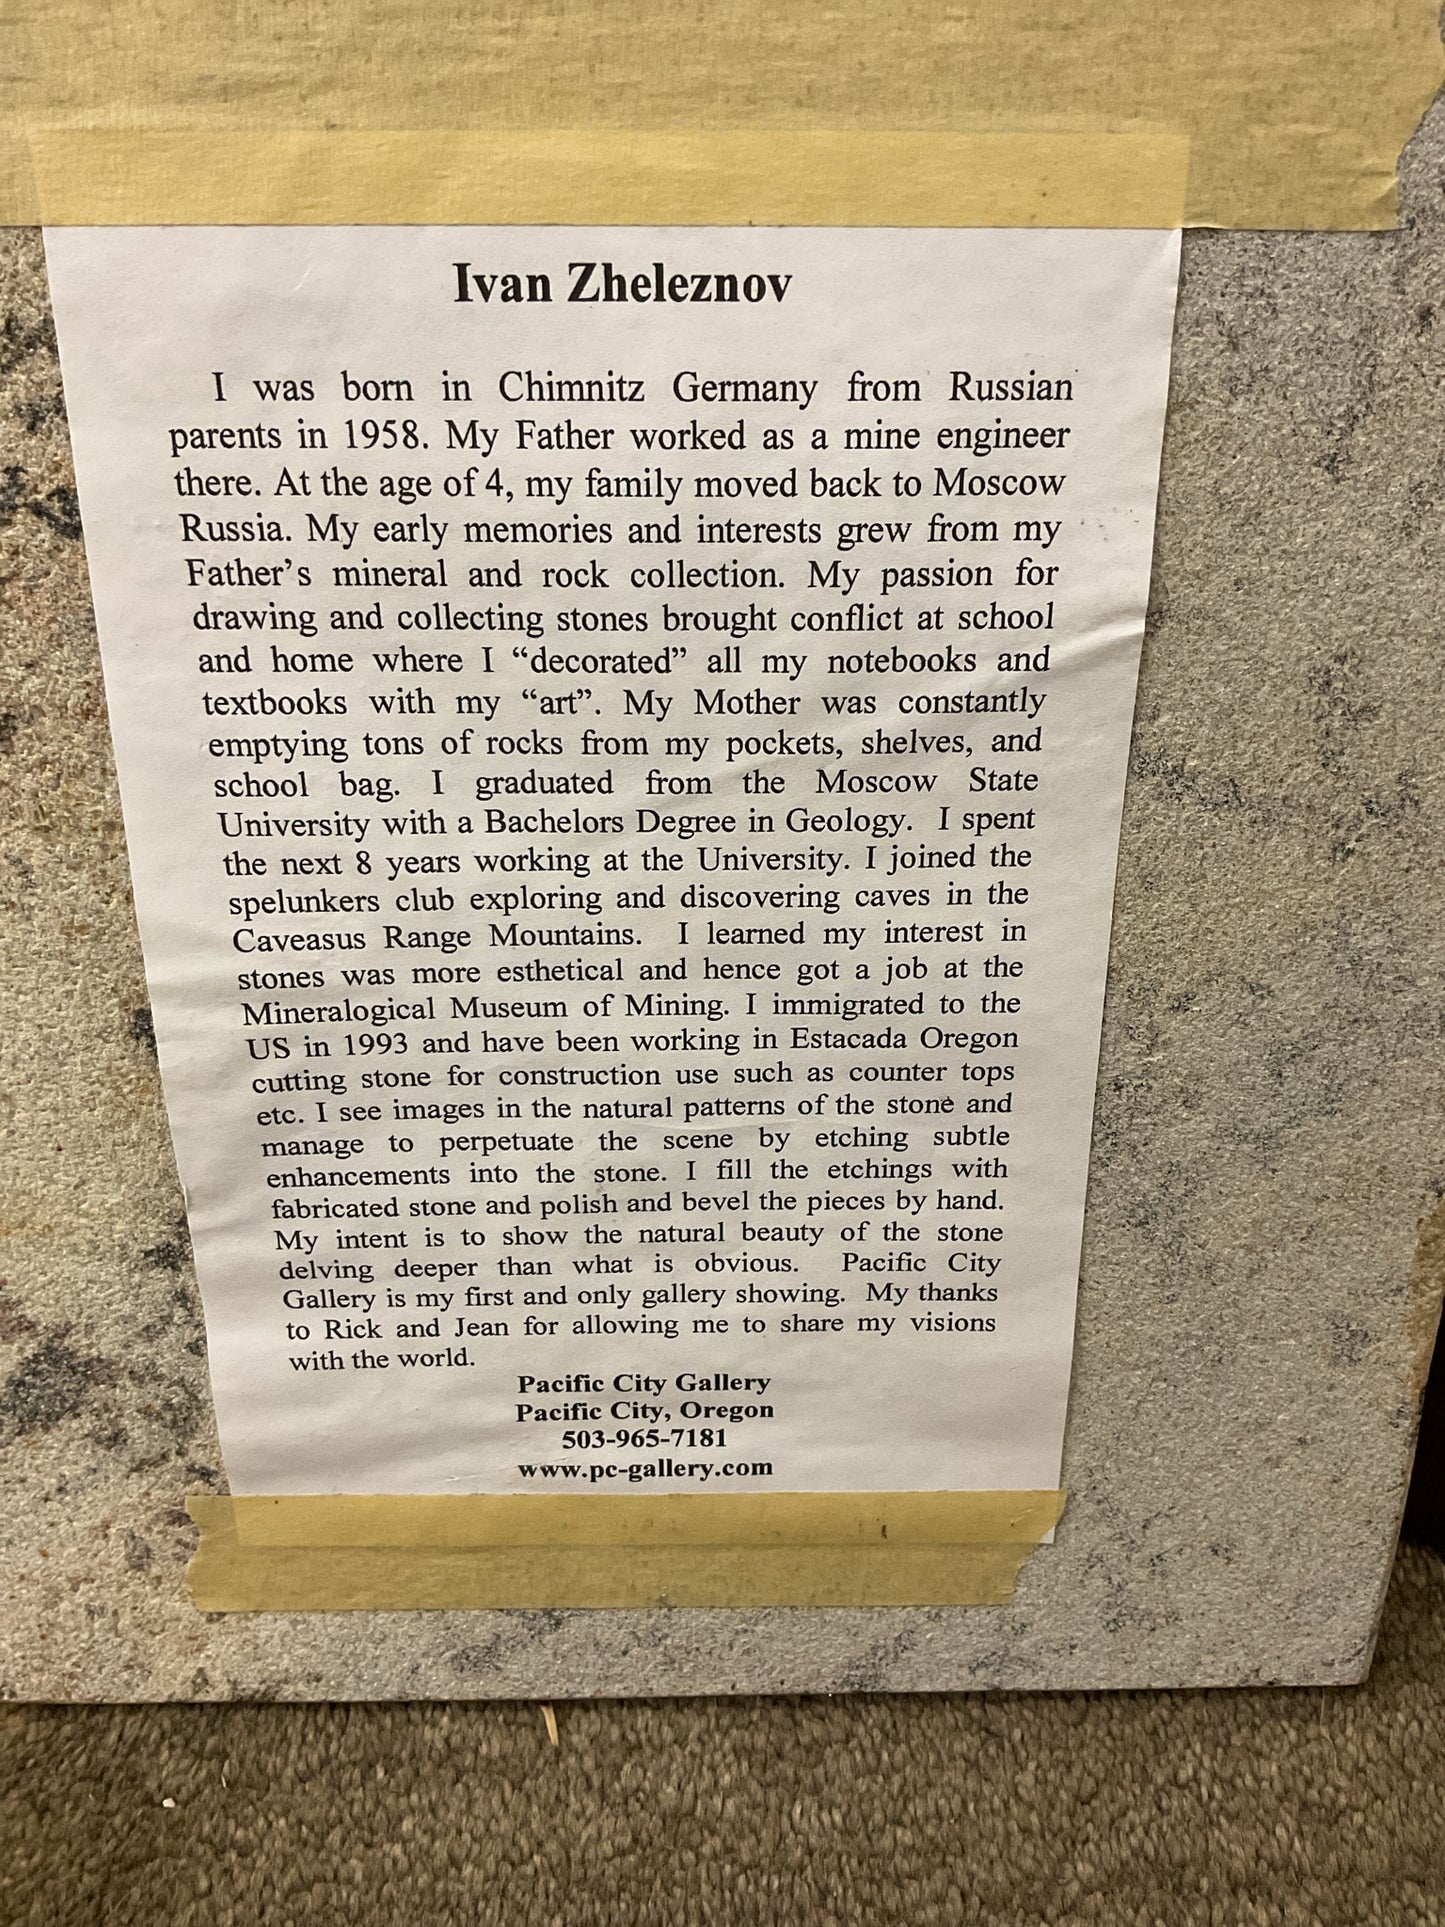 Ivan Zheleznov
I was born in Chimnitz Germany from Russian
parents in 1958. My Father worked as a mine engineer
there. At the age of 4, my family moved back to Moscow
Russia. My early memories and interests grew from my
Father's mineral and rock collection. My passion for
drawing and collecting stones brought conflict at school
and home where I “decorated” all my notebooks and
textbooks with my “art”. My Mother was constantly
emptying tons of rocks from my pockets, shelves, and
school bag. I graduated from the Moscow State
University with a Bachelors Degree in Geology. I spent
the next 8 years working at the University. I joined the
spelunkers club exploring and discovering caves in the
Caveasus Range Mountains. I learned my interest in
stones was more esthetical and hence got a job at the
Mineralogical Museum of Mining. I immigrated to the
US in 1993 and have been working in Estacada Oregon
cutting stone for construction use such as counter tops
etc. I see images in the natural patterns of the stone and
manage to perpetuate the scene by etching subtle
enhancements into the stone. I fill the etchings with
fabricated stone and polish and bevel the pieces by hand.
My intent is to show the natural beauty of the stone
delving deeper than what is obvious. Pacific City
Gallery is my first and only gallery showing. My thanks
to Rick and Jean for allowing me to share my visions
with the world.
Pacific City Gallery
Pacific City, Oregon
503-965-7181
www.pc-gallery.com